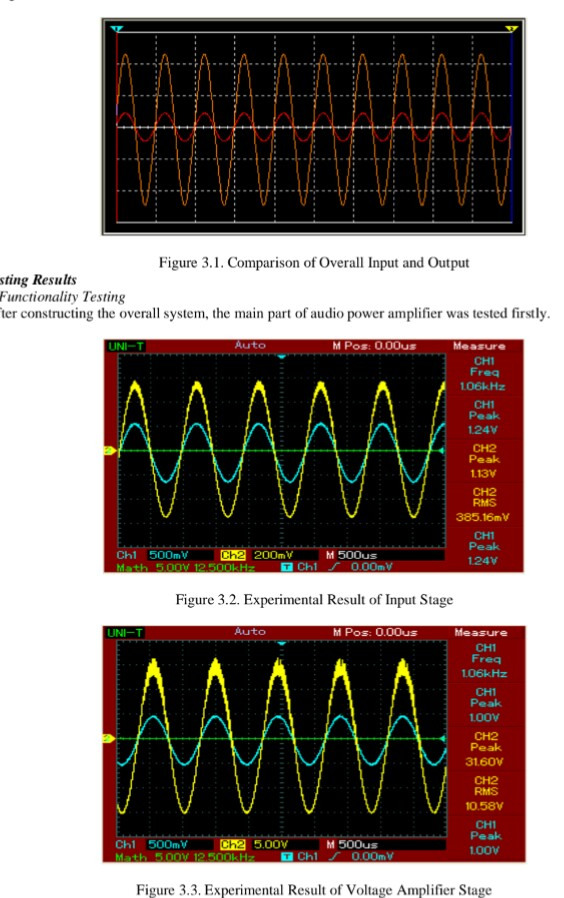 Figure 3.1. Comparison of Overall Input and Output
sting Results
Functionality Testing
fter constructing the overall system, the main part of audio power amplifier was tested firstly.
UNI-T Auto M Pos: 0.00us Measure
CH1
Freq
1.06kHz
CH1
Peak
1.24V
CH2
Peak
1.13V
CH2
RMS
385.16mV
CH1
Peak
1.24V
Ch1 500mV Ch2 200mV M 500us
Math 5.00V 12.500kHz T Ch1 0.00mV
Figure 3.2. Experimental Result of Input Stage
UNI-T Auto M Pos: 0.00us Measure
CH1
Freq
1.06kHz
CH1
Peak
1.00V
CH2
Peak
31.60V
CH2
RMS
10.58V
CH1
Peak
1.00V
Ch1 500mV Ch2 5.00V M 500us
Math 5.00V 12.500kHz T Ch1 0.00mV
Figure 3.3. Experimental Result of Voltage Amplifier Stage